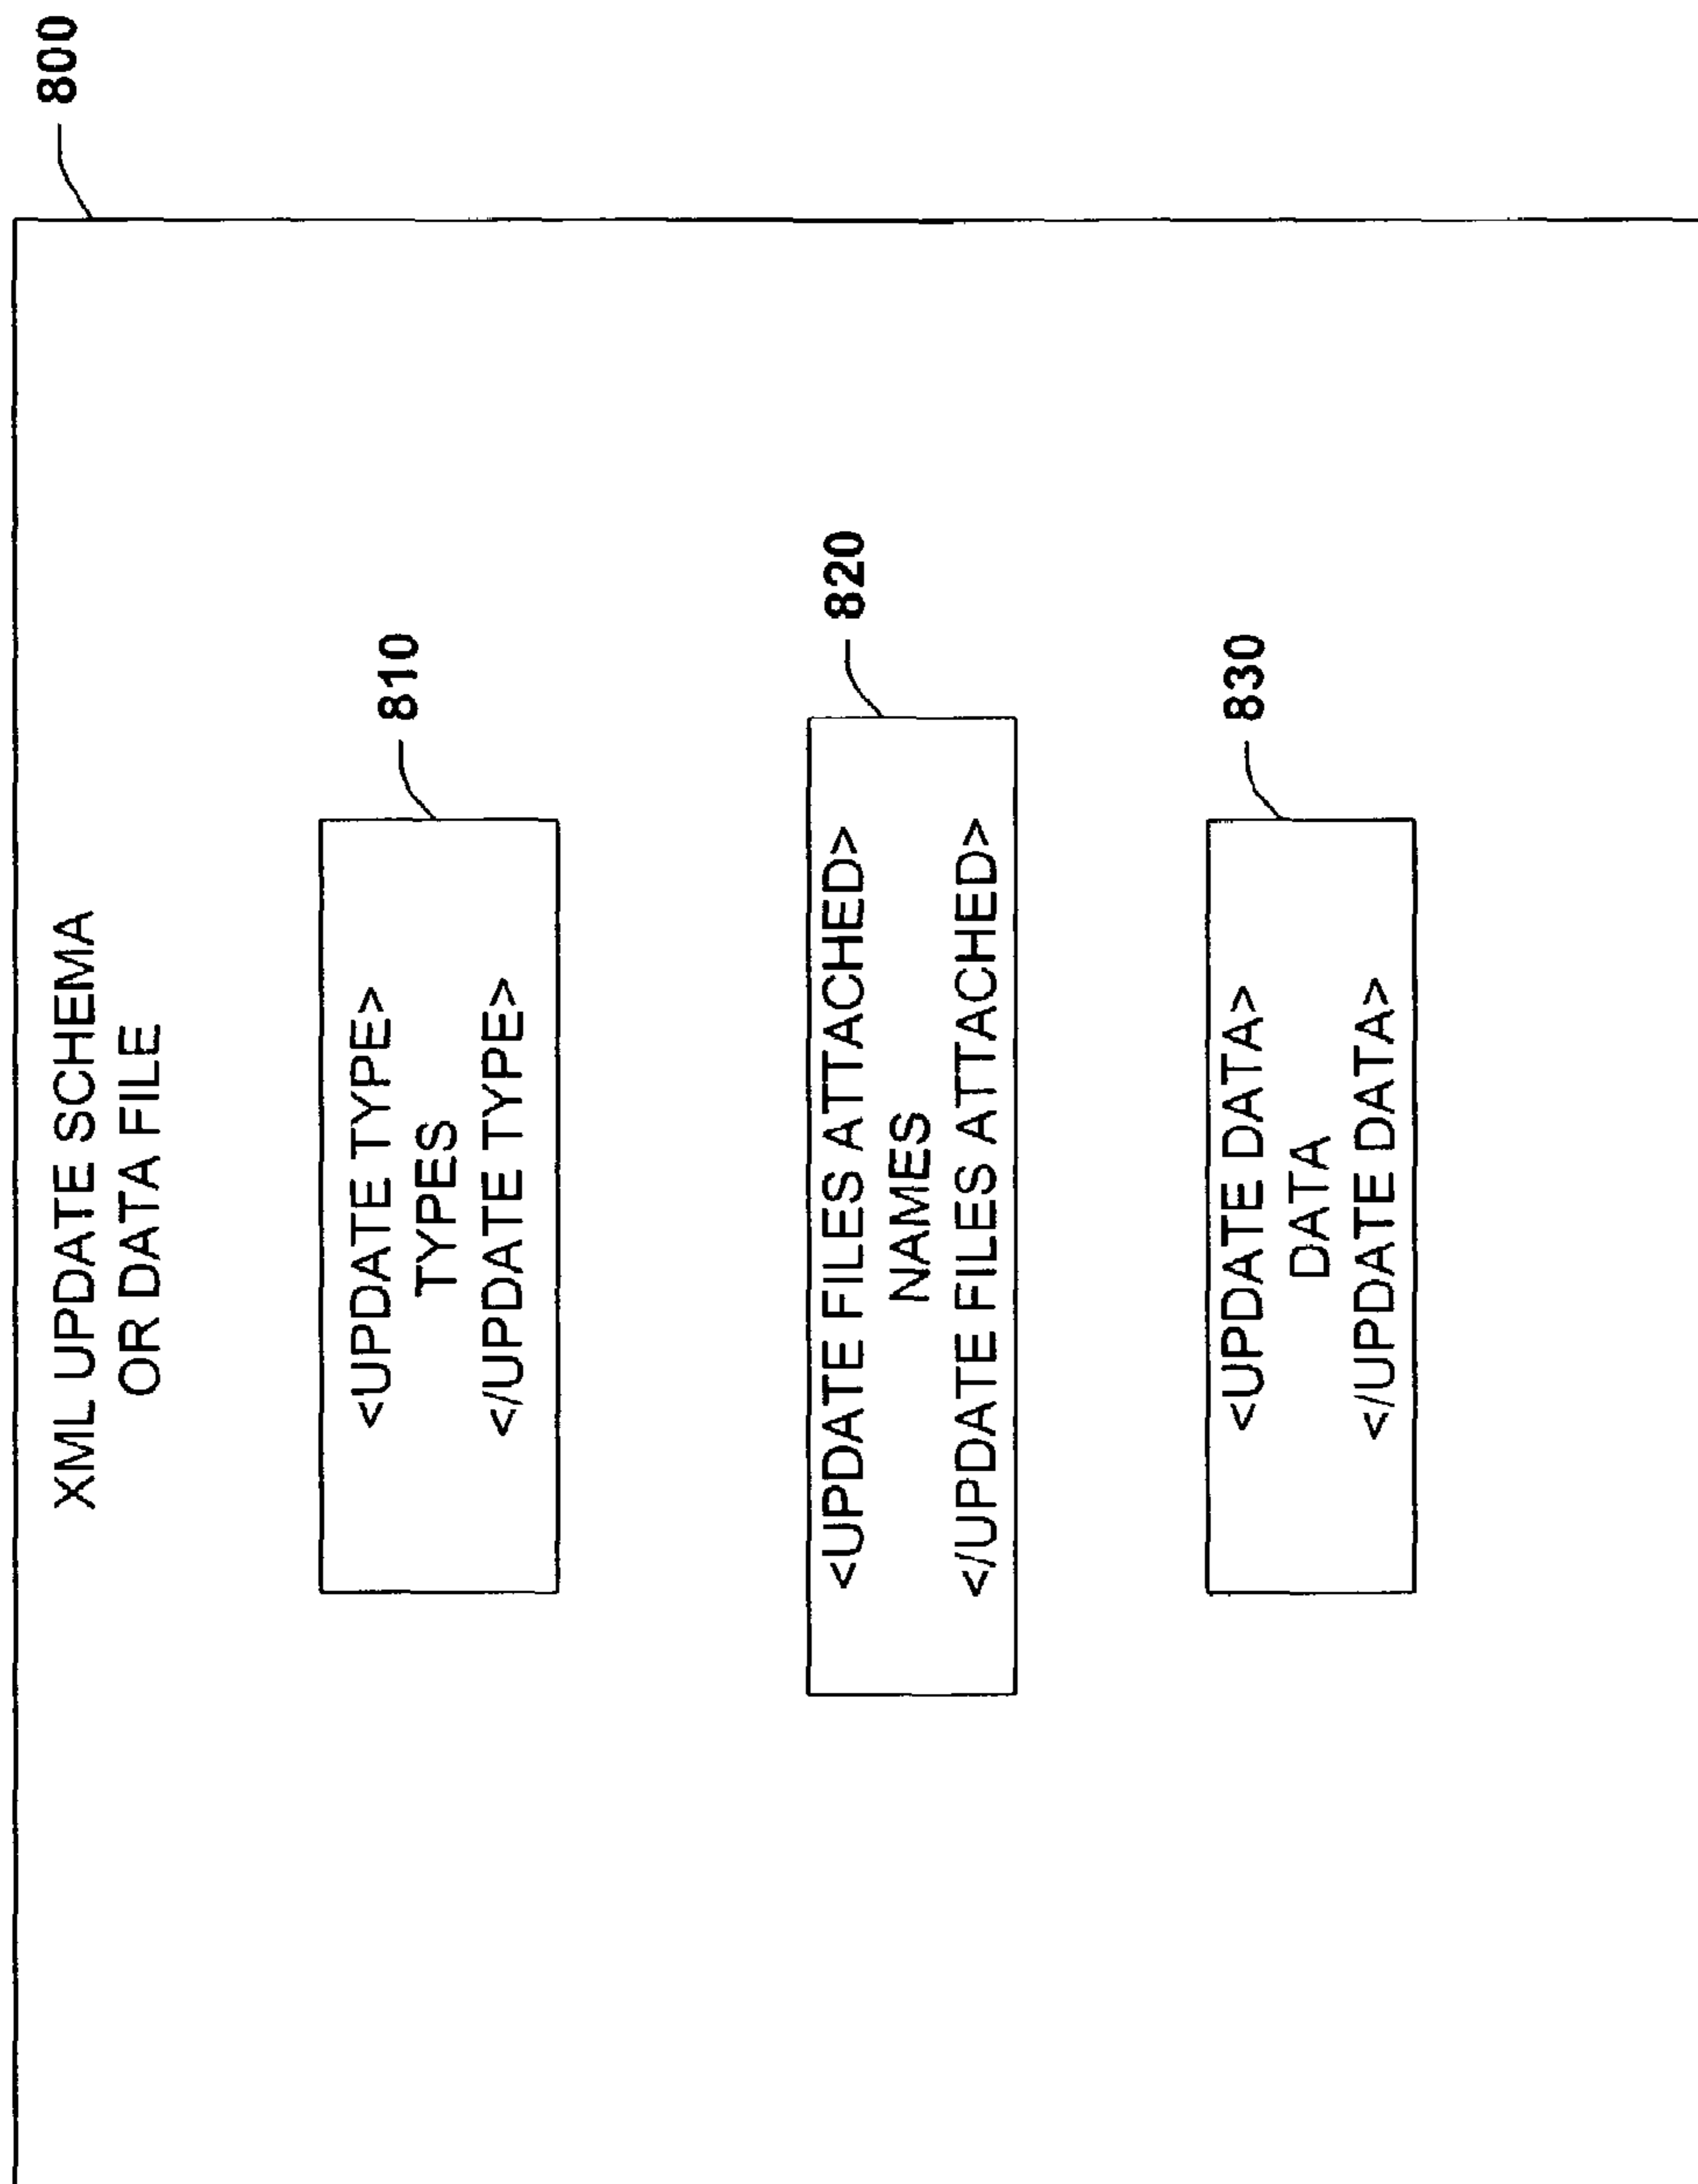 800
XML UPDATE SCHEMA
OR DATA FILE
810
<UPDATE TYPE>
TYPES
</UPDATE TYPE>
820
<UPDATE FILES ATTACHED>
NAMES
</UPDATE FILES ATTACHED>
830
<UPDATE DATA>
DATA
</UPDATE DATA>